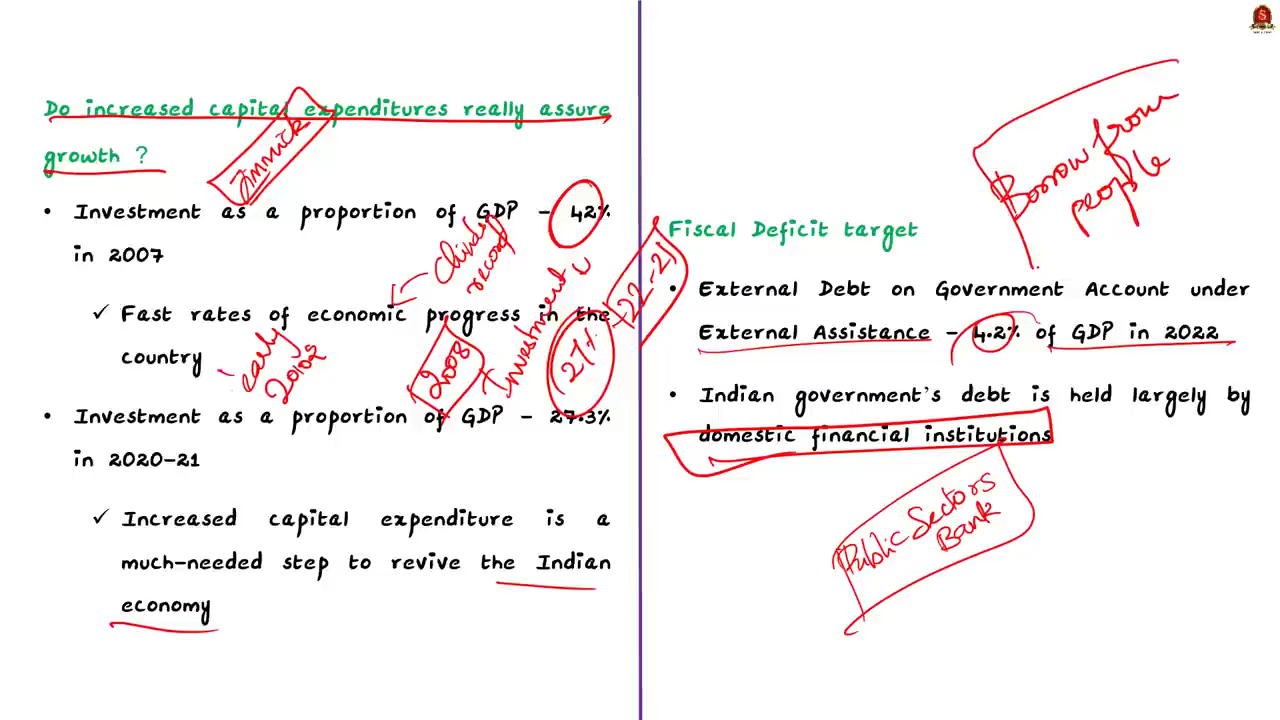 Do increased capital expenditures really assure
growth ?
Jimmick
• Investment as a proportion of GDP - 42%
in 2007
✓ Fast rates of economic progress in the
country
early
2010s
2008
Investment
27%
22-21
• Investment as a proportion of GDP - 27.3%
in 2020-21
✓ Increased capital expenditure is a
much-needed step to revive the Indian
economy
Borrow from
people
Fiscal Deficit target
• External Debt on Government Account under
External Assistance - 4.2% of GDP in 2022
• Indian government's debt is held largely by
domestic financial institutions
Public Sectors
Bank